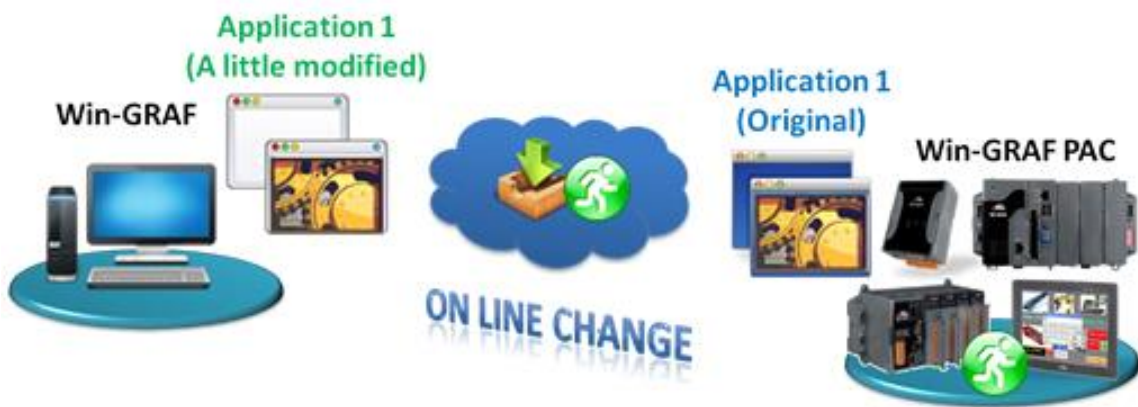 Application 1
(A little modified)
Win-GRAF
ON LINE CHANGE
Application 1
(Original)
Win-GRAF PAC